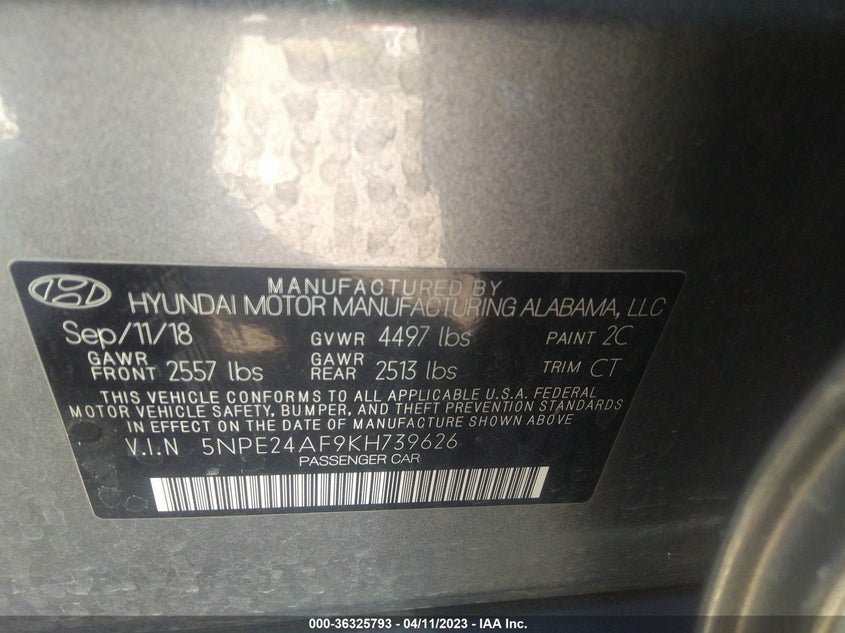 MANUFACTURED BY
HYUNDAI MOTOR MANUFACTURING ALABAMA, LLC
Sep/11/18 GVWR 4497 lbs PAINT 2C
GAWR FRONT 2557 lbs GAWR REAR 2513 lbs TRIM CT
THIS VEHICLE CONFORMS TO ALL APPLICABLE U.S.A. FEDERAL
MOTOR VEHICLE SAFETY, BUMPER, AND THEFT PREVENTION STANDARDS
IN EFFECT ON THE DATE OF MANUFACTURE SHOWN ABOVE
V.I.N 5NPE24AF9KH739626
PASSENGER CAR
000-36325793 - 04/11/2023 - IAA Inc.